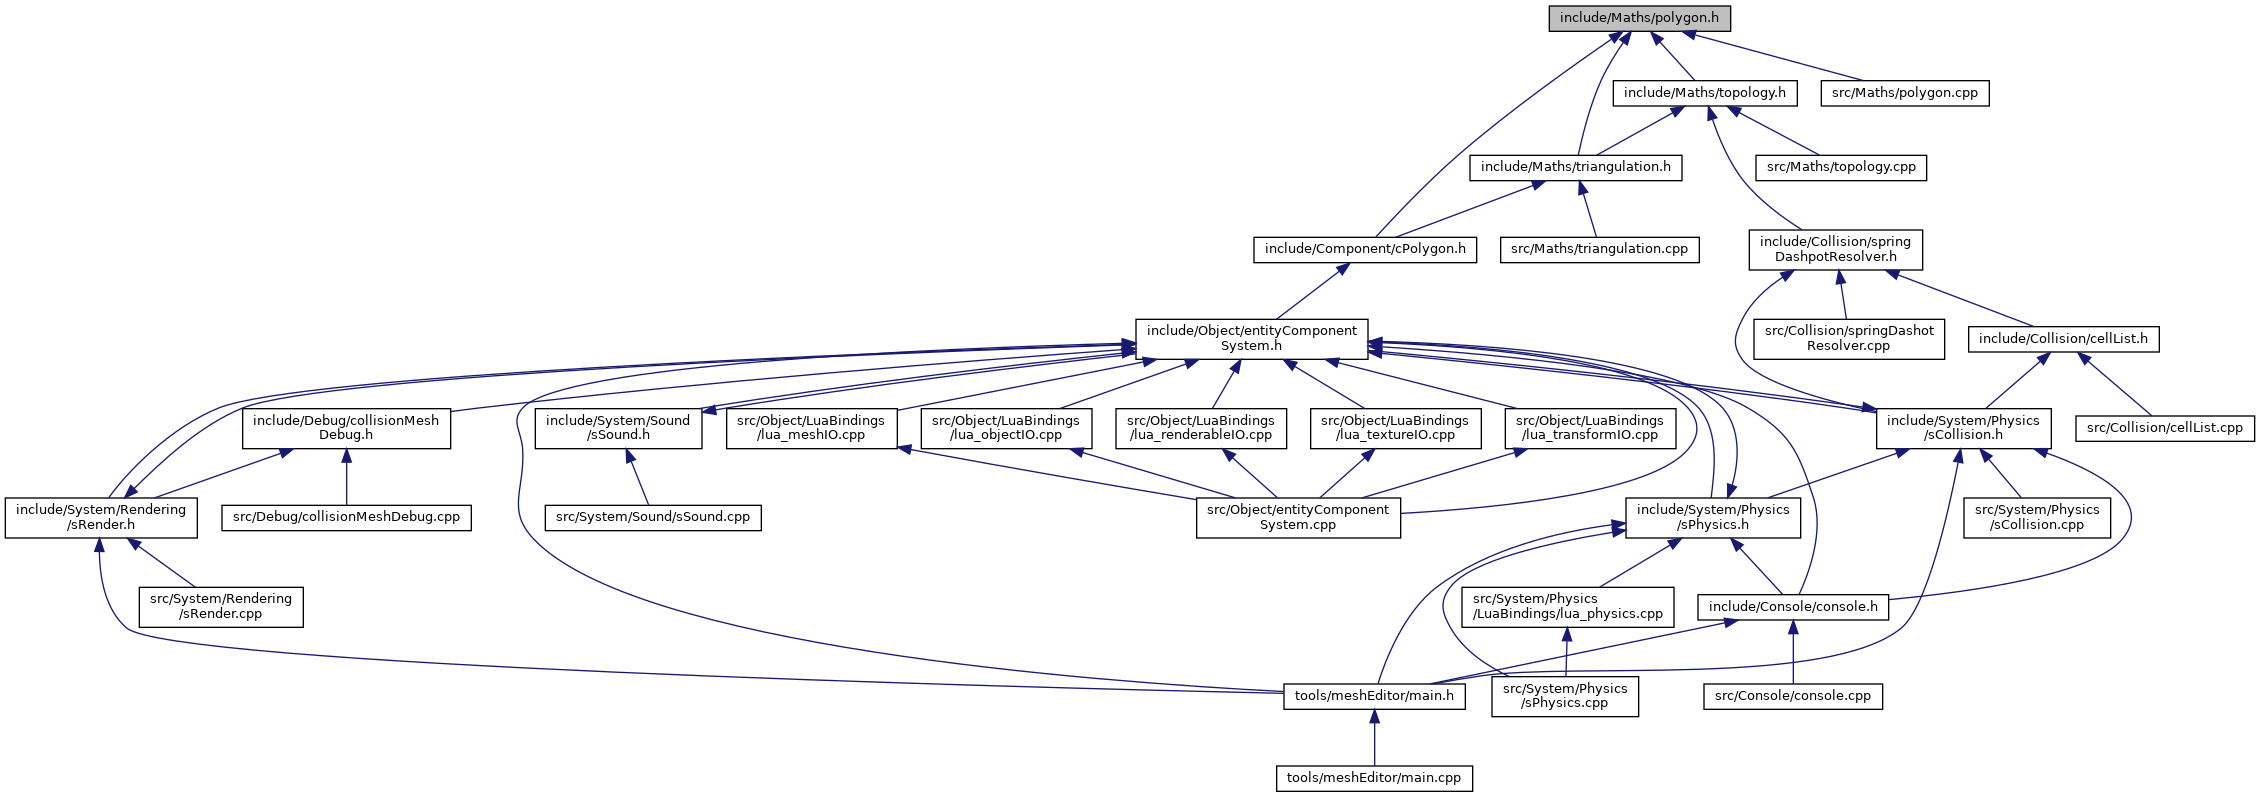 include/Maths/polygon.h
include/Maths/topology.h
src/Maths/polygon.cpp
include/Maths/triangulation.h
src/Maths/topology.cpp
include/Component/cPolygon.h
src/Maths/triangulation.cpp
include/Collision/spring
DashpotResolver.h
include/Object/entityComponent
System.h
src/Collision/springDashot
Resolver.cpp
include/Collision/cellList.h
include/Debug/collisionMesh
Debug.h
include/System/Sound
/sSound.h
src/Object/LuaBindings
/lua_meshIO.cpp
src/Object/LuaBindings
/lua_objectIO.cpp
src/Object/LuaBindings
/lua_renderableIO.cpp
src/Object/LuaBindings
/lua_textureIO.cpp
src/Object/LuaBindings
/lua_transformIO.cpp
include/System/Physics
/sCollision.h
src/Collision/cellList.cpp
include/System/Rendering
/sRender.h
src/Debug/collisionMeshDebug.cpp
src/System/Sound/sSound.cpp
src/Object/entityComponent
System.cpp
include/System/Physics
/sPhysics.h
src/System/Physics
/sCollision.cpp
src/System/Rendering
/sRender.cpp
src/System/Physics
/LuaBindings/lua_physics.cpp
include/Console/console.h
tools/meshEditor/main.h
src/System/Physics
/sPhysics.cpp
src/Console/console.cpp
tools/meshEditor/main.cpp